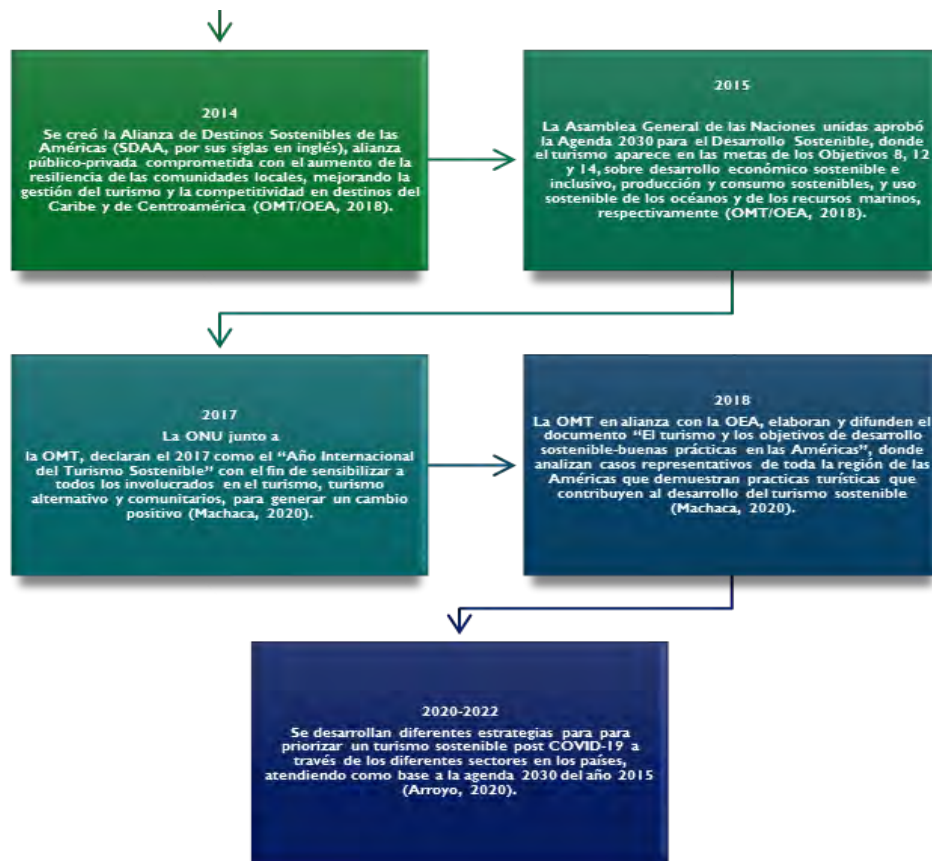 2014
Se creó la Alianza de Destinos Sostenibles de las
Américas (SDAA, por sus siglas en inglés), alianza
público-privada comprometida con el aumento de la
resiliencia de las comunidades locales, mejorando la
gestión del turismo y la competitividad en destinos del
Caribe y de Centroamérica (OMT/OEA, 2018).
2015
La Asamblea General de las Naciones unidas aprobó
la Agenda 2030 para el Desarrollo Sostenible, donde
el turismo aparece en las metas de los Objetivos 8, 12
y 14, sobre desarrollo económico sostenible e
inclusivo, producción y consumo sostenibles, y uso
sostenible de los océanos y de los recursos marinos,
respectivamente (OMT/OEA, 2018).
2017
La ONU junto a
la OMT, declaran el 2017 como el “Año Internacional
del Turismo Sostenible” con el fin de sensibilizar a
todos los involucrados en el turismo, turismo
alternativo y comunitarios, para generar un cambio
positivo (Machaca, 2020).
2018
La OMT en alianza con la OEA, elaboran y difunden el
documento “El turismo y los objetivos de desarrollo
sostenible-buenas prácticas en las Américas”, donde
analizan casos representativos de toda la región de las
Américas que demuestran practicas turísticas que
contribuyen al desarrollo del turismo sostenible
(Machaca, 2020).
2020-2022
Se desarrollan diferentes estrategias para para
priorizar un turismo sostenible post COVID-19 a
través de los diferentes sectores en los países,
atendiendo como base a la agenda 2030 del año 2015
(Arroyo, 2020).